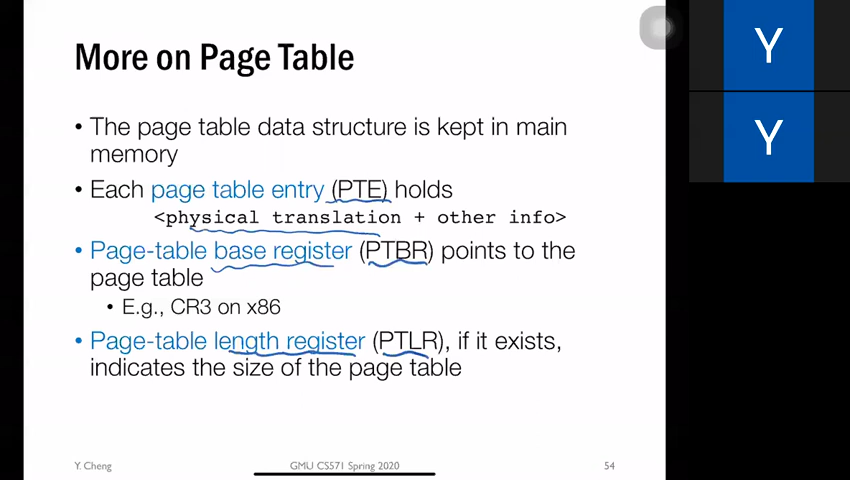 More on Page Table
• The page table data structure is kept in main
memory
• Each page table entry (PTE) holds
<physical translation + other info>
• Page-table base register (PTBR) points to the
page table
• E.g., CR3 on x86
• Page-table length register (PTLR), if it exists,
indicates the size of the page table
Y. Cheng
GMU CS571 Spring 2020
54
Y
Y